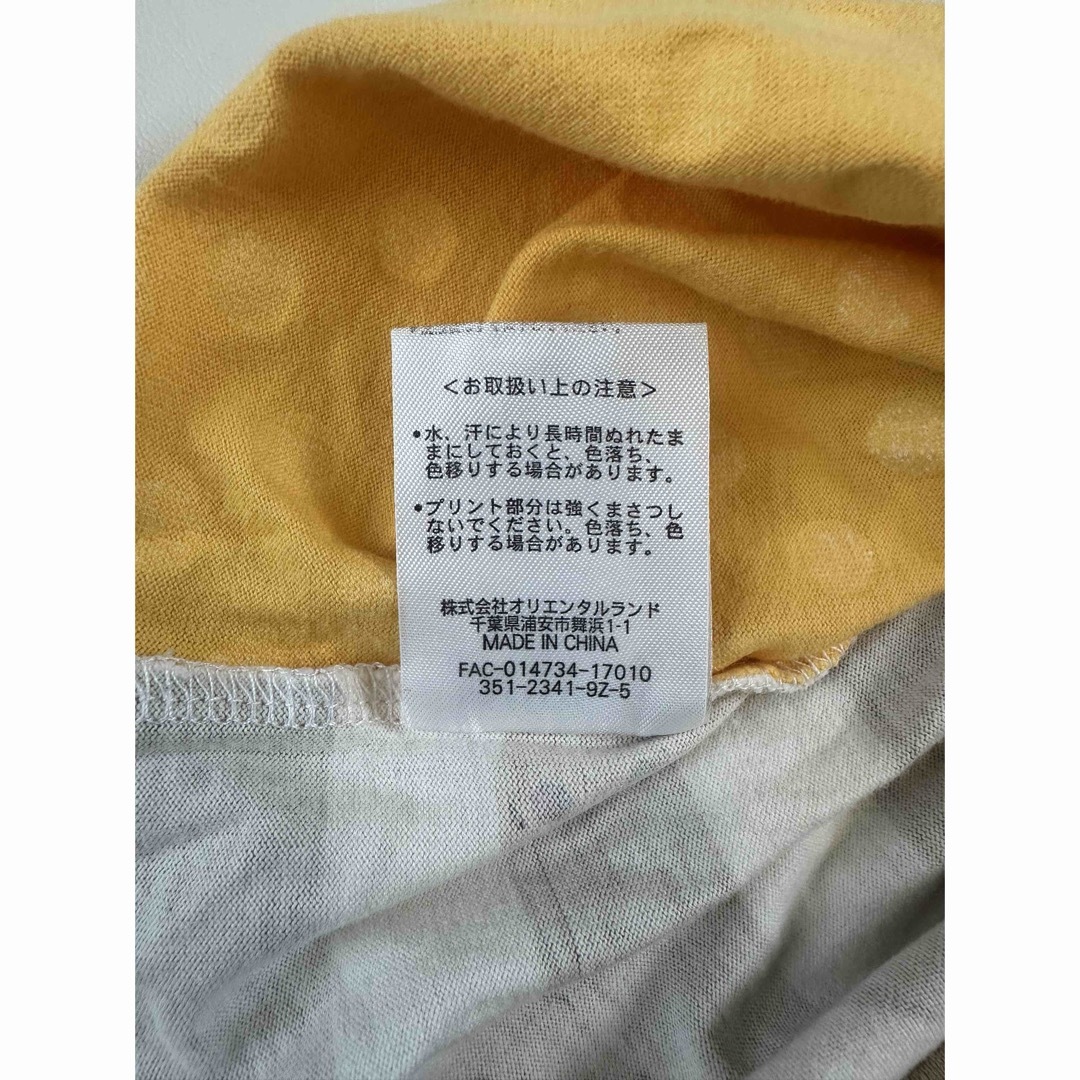 ＜お取扱い上の注意＞
•水、汗により長時間ぬれたま
まにしておくと、色落ち、
色移りする場合があります。
•プリント部分は強くまさつし
ないでください。色落ち、色
移りする場合があります。
株式会社オリエンタルランド
千葉県浦安市舞浜1-1
MADE IN CHINA
FAC-014734-17010
351-2341-9Z-5